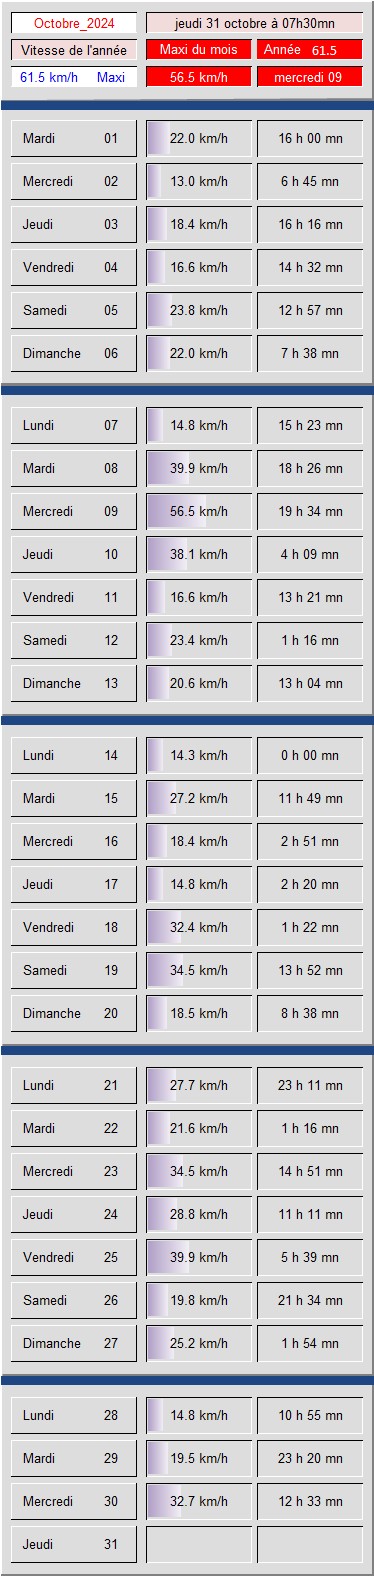 Octobre_2024 jeudi 31 octobre à 07h30mn
Vitesse de l'année Maxi du mois Année 61.5
61.5 km/h Maxi 56.5 km/h mercredi 09
Mardi 01 22.0 km/h 16 h 00 mn
Mercredi 02 13.0 km/h 6 h 45 mn
Jeudi 03 18.4 km/h 16 h 16 mn
Vendredi 04 16.6 km/h 14 h 32 mn
Samedi 05 23.8 km/h 12 h 57 mn
Dimanche 06 22.0 km/h 7 h 38 mn
Lundi 07 14.8 km/h 15 h 23 mn
Mardi 08 39.9 km/h 18 h 26 mn
Mercredi 09 56.5 km/h 19 h 34 mn
Jeudi 10 38.1 km/h 4 h 09 mn
Vendredi 11 16.6 km/h 13 h 21 mn
Samedi 12 23.4 km/h 1 h 16 mn
Dimanche 13 20.6 km/h 13 h 04 mn
Lundi 14 14.3 km/h 0 h 00 mn
Mardi 15 27.2 km/h 11 h 49 mn
Mercredi 16 18.4 km/h 2 h 51 mn
Jeudi 17 14.8 km/h 2 h 20 mn
Vendredi 18 32.4 km/h 1 h 22 mn
Samedi 19 34.5 km/h 13 h 52 mn
Dimanche 20 18.5 km/h 8 h 38 mn
Lundi 21 27.7 km/h 23 h 11 mn
Mardi 22 21.6 km/h 1 h 16 mn
Mercredi 23 34.5 km/h 14 h 51 mn
Jeudi 24 28.8 km/h 11 h 11 mn
Vendredi 25 39.9 km/h 5 h 39 mn
Samedi 26 19.8 km/h 21 h 34 mn
Dimanche 27 25.2 km/h 1 h 54 mn
Lundi 28 14.8 km/h 10 h 55 mn
Mardi 29 19.5 km/h 23 h 20 mn
Mercredi 30 32.7 km/h 12 h 33 mn
Jeudi 31